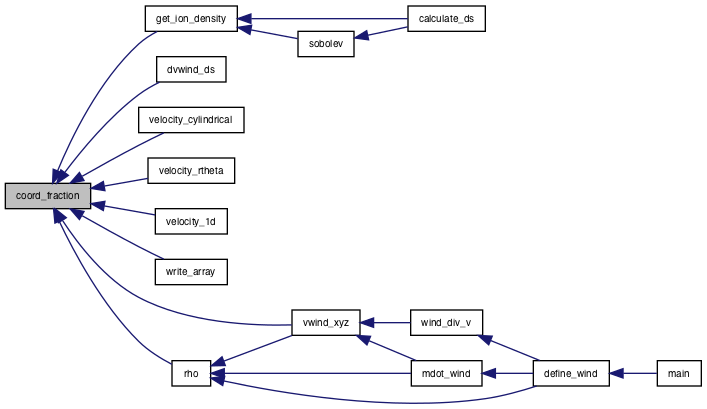 get_ion_density
calculate_ds
sobolev
dvwind_ds
velocity_cylindrical
velocity_rtheta
coord_fraction
velocity_1d
write_array
vwind_xyz
wind_div_v
rho
mdot_wind
define_wind
main